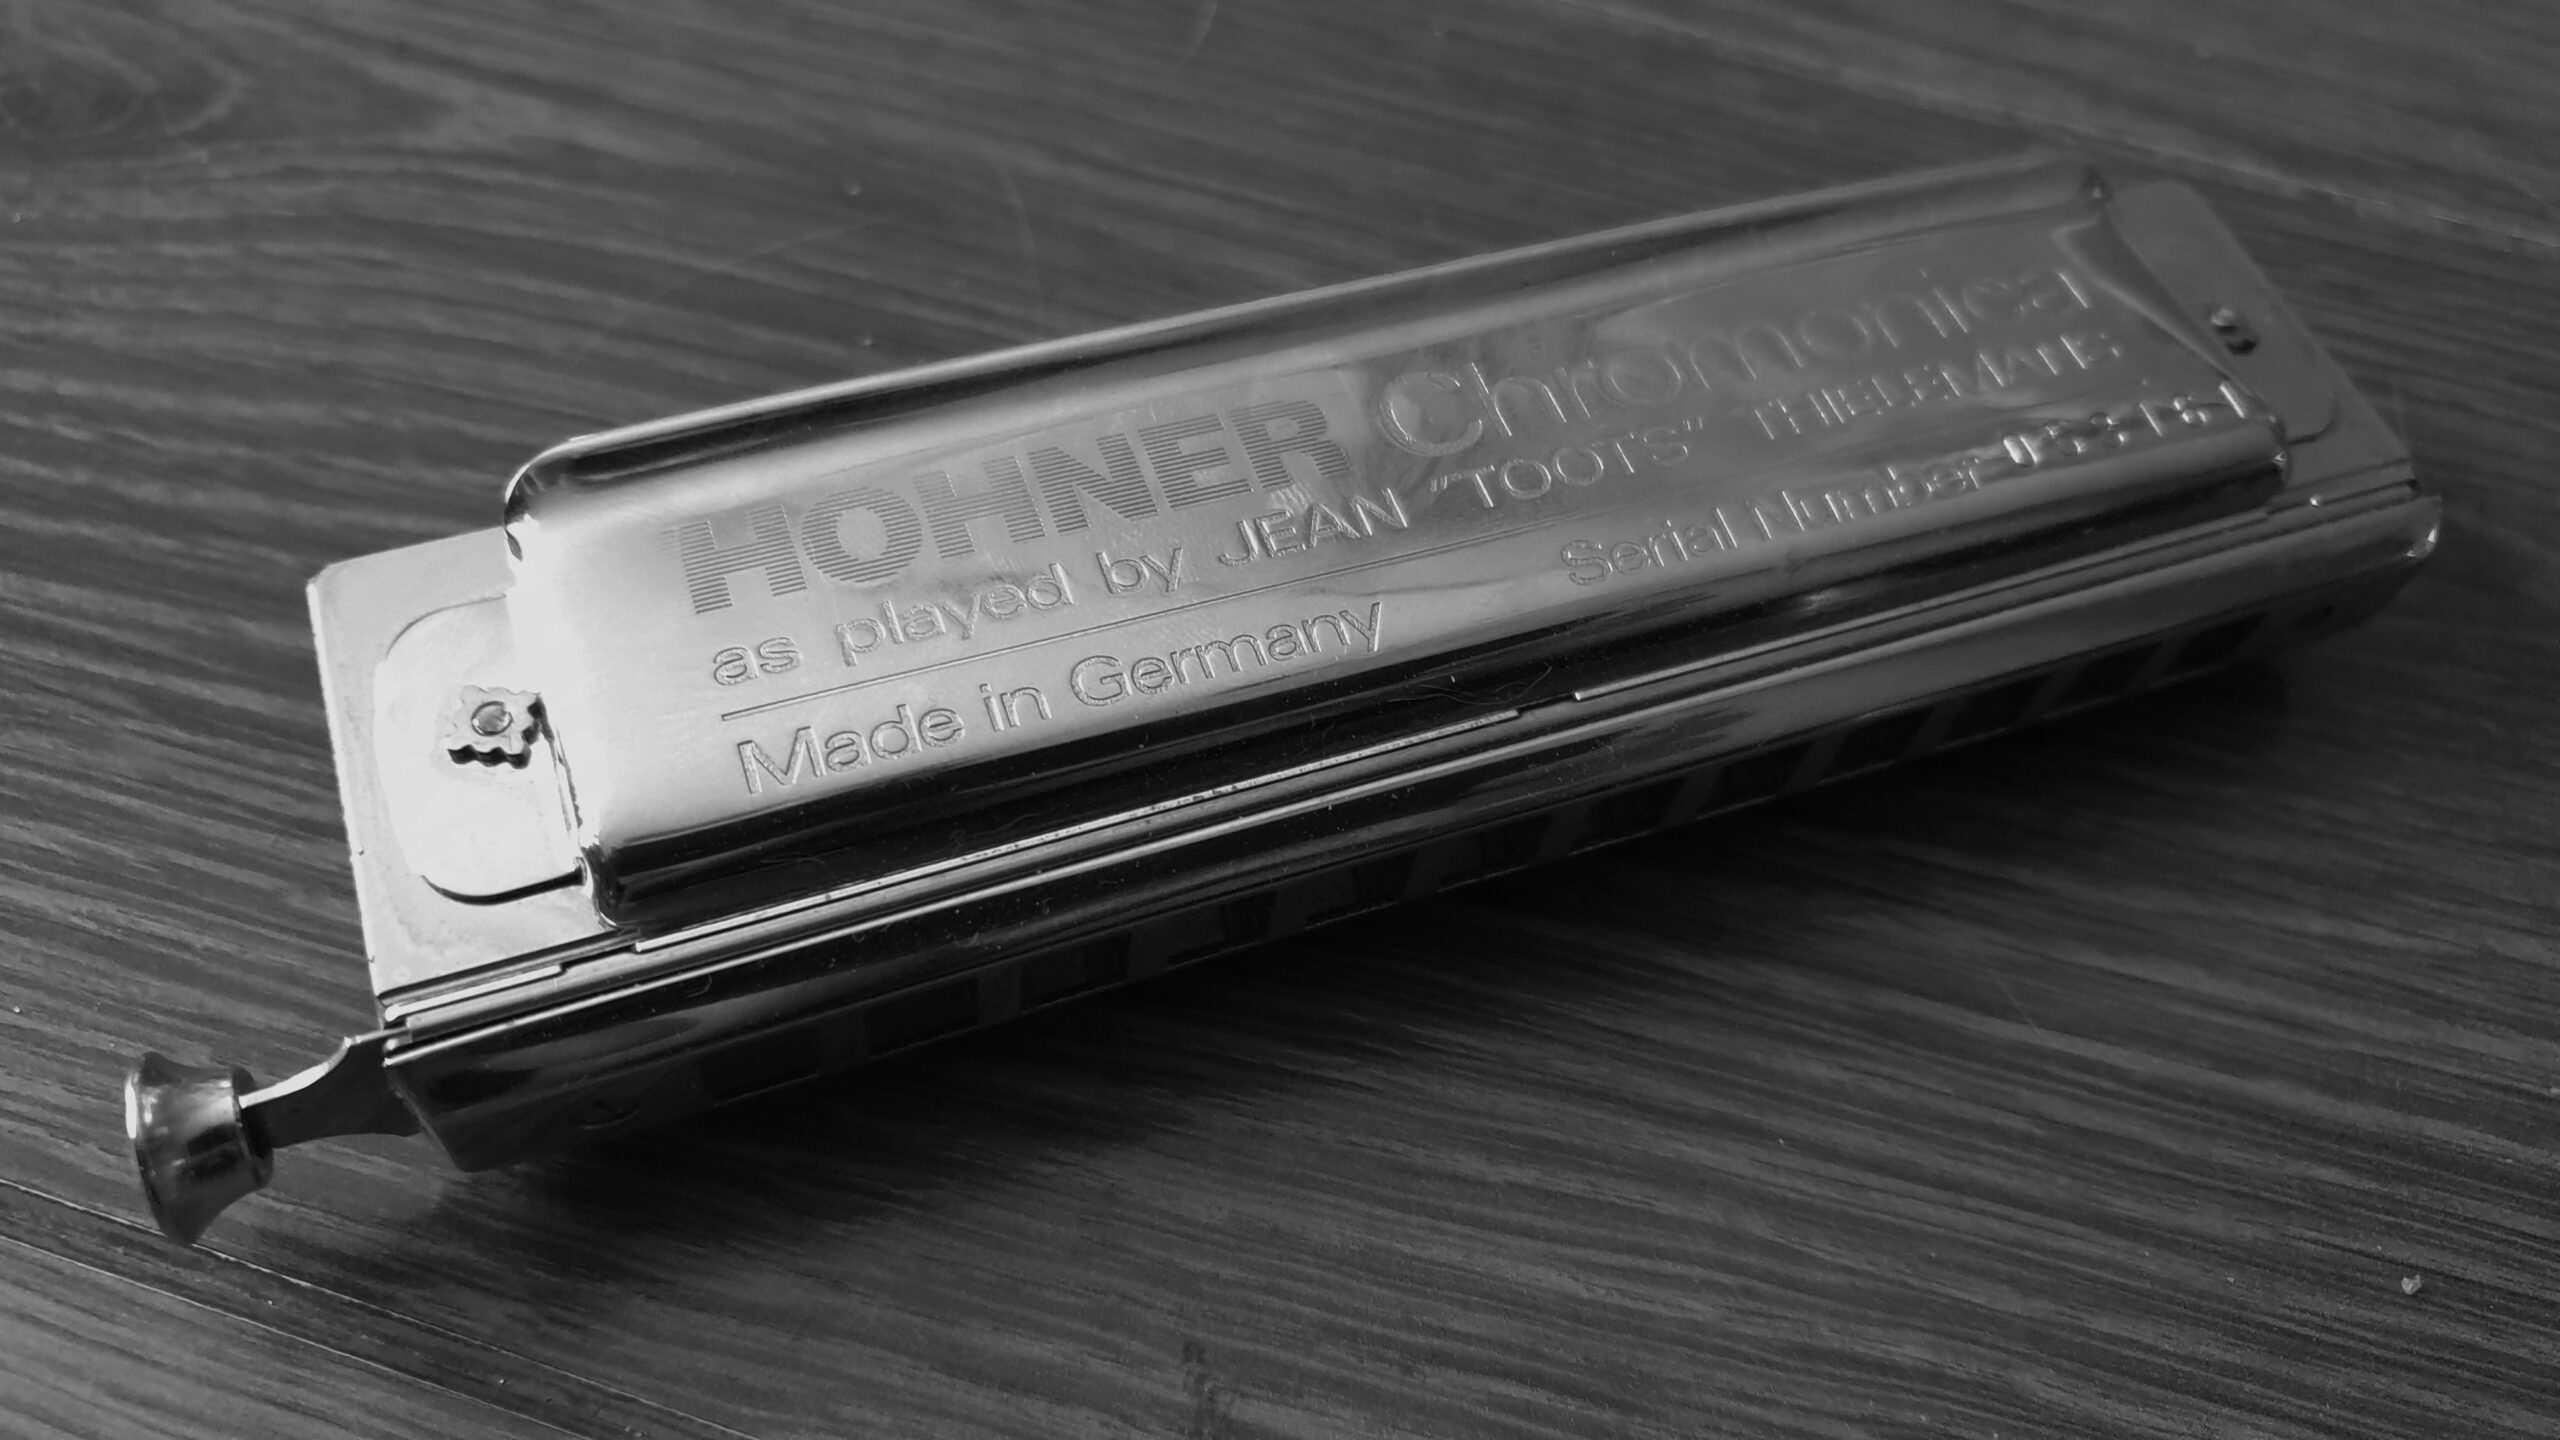 HOHNER Chromonica
as played by JEAN "TOOTS" THIELEMANS
Made in Germany Serial Number